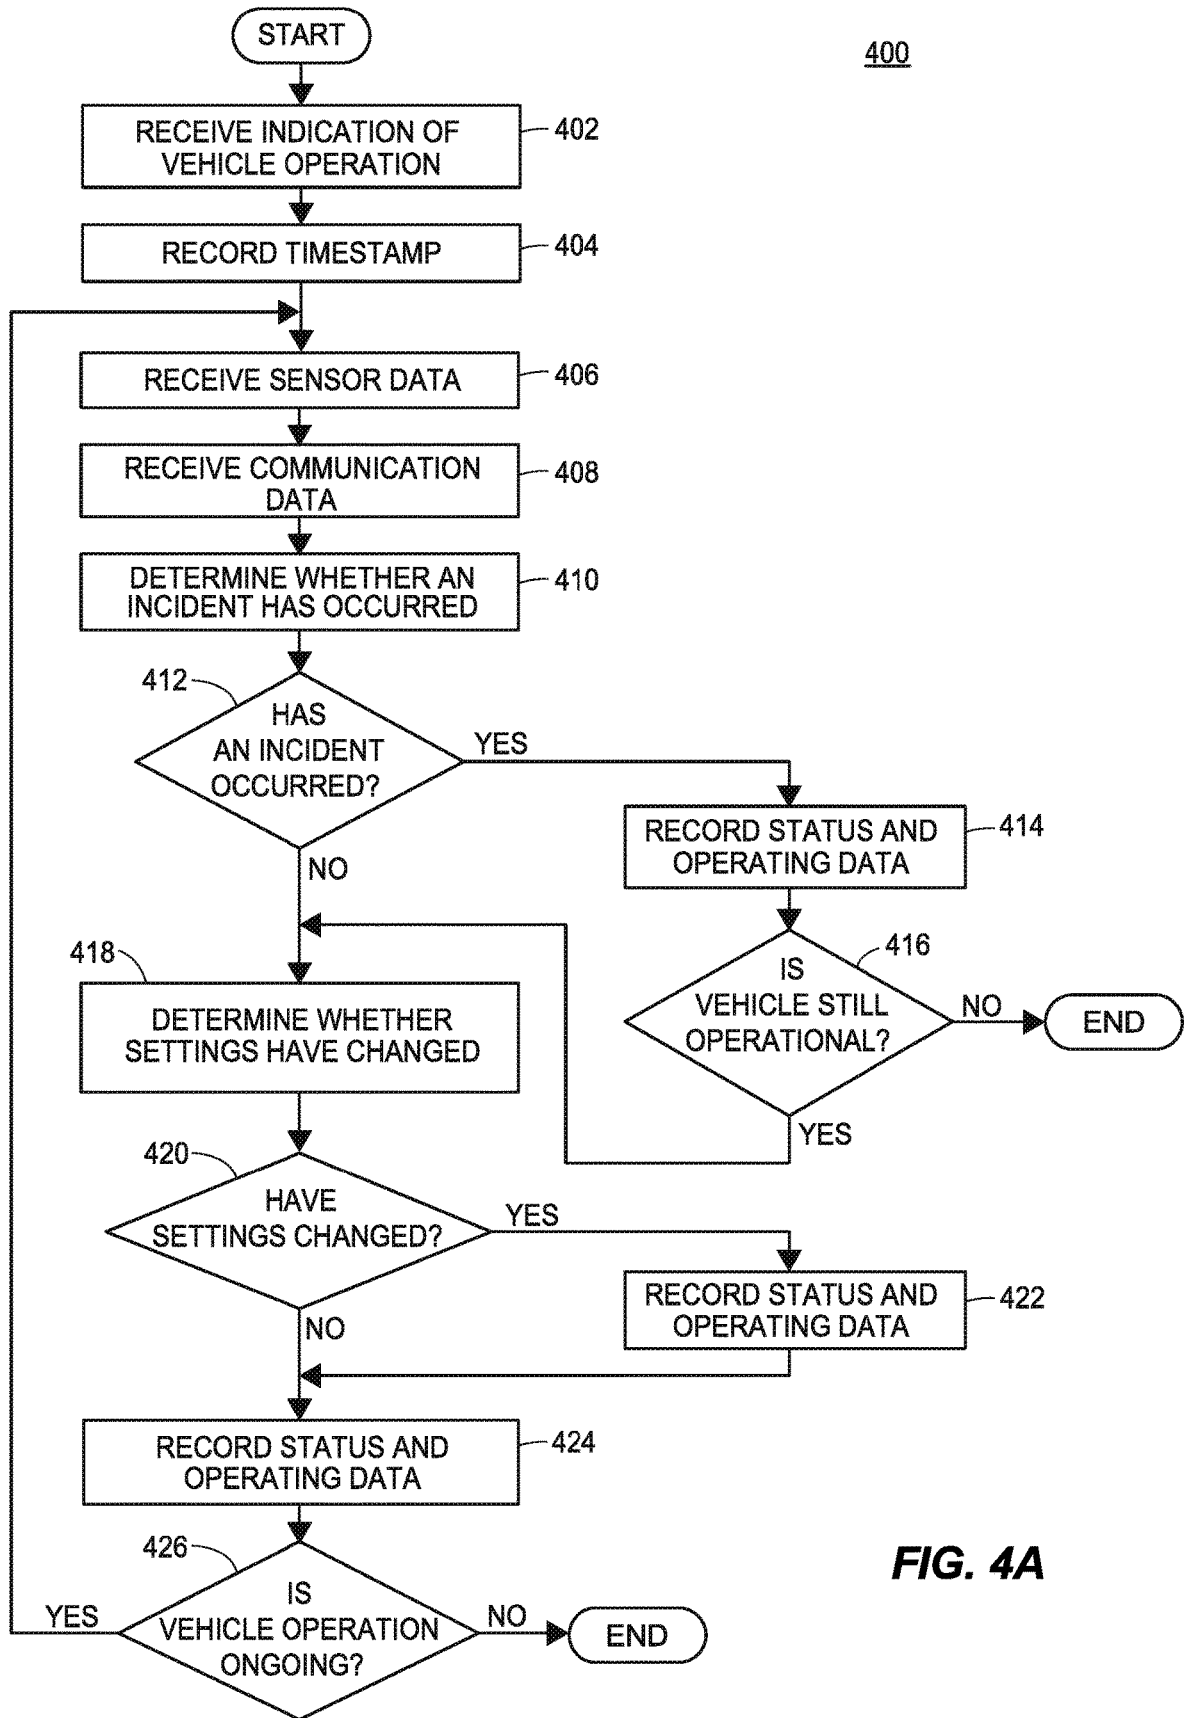 START
400
RECEIVE INDICATION OF
VEHICLE OPERATION
402
RECORD TIMESTAMP
404
RECEIVE SENSOR DATA
406
RECEIVE COMMUNICATION
DATA
408
DETERMINE WHETHER AN
INCIDENT HAS OCCURRED
410
412
HAS
AN INCIDENT
OCCURRED?
YES
NO
RECORD STATUS AND
OPERATING DATA
414
416
IS
VEHICLE STILL
OPERATIONAL?
NO
END
YES
418
DETERMINE WHETHER
SETTINGS HAVE CHANGED
420
HAVE
SETTINGS CHANGED?
YES
NO
RECORD STATUS AND
OPERATING DATA
422
RECORD STATUS AND
OPERATING DATA
424
426
IS
VEHICLE OPERATION
ONGOING?
YES
NO
END
FIG. 4A